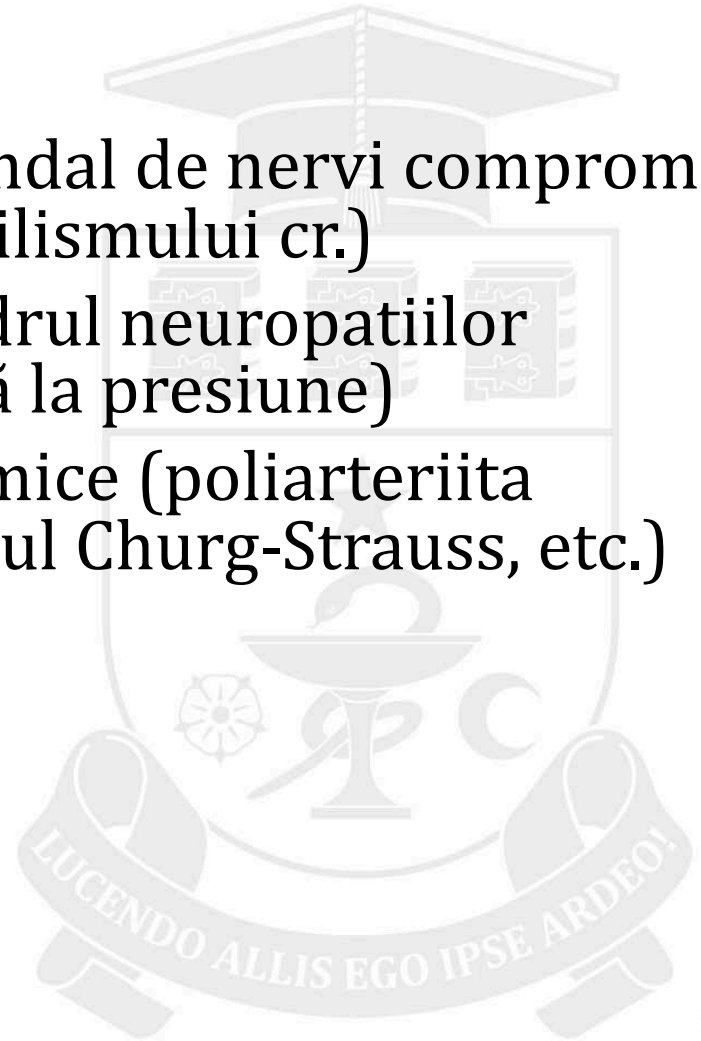 ndal de nervi comprom
ilismului cr.)
drul neuropatiilor
ă la presiune)
mice (poliarteriita
ul Churg-Strauss, etc.)
LUCENDO ALLIS EGO IPSE ARDEO!